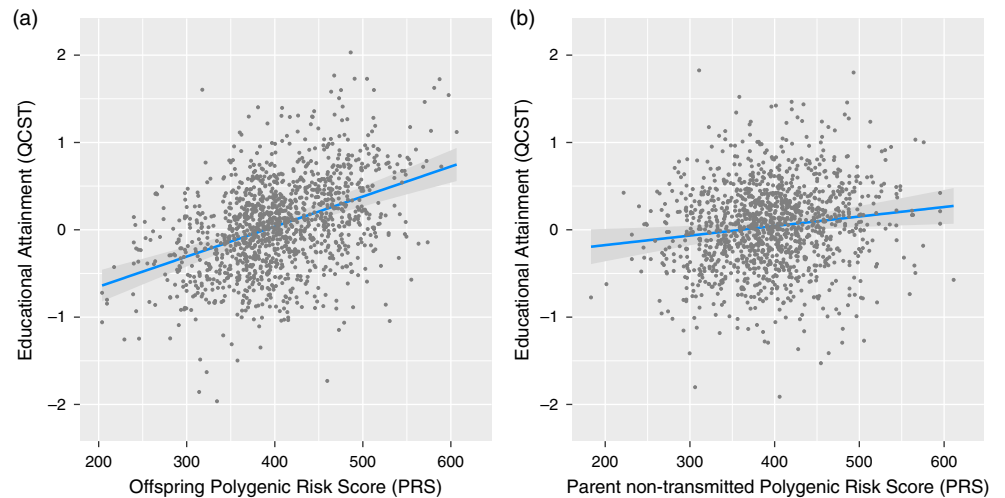 (a)
Educational Attainment (QCST)
2
1
0
−1
−2
200 300 400 500 600
Offspring Polygenic Risk Score (PRS)
(b)
Educational Attainment (QCST)
2
1
0
−1
−2
200 300 400 500 600
Parent non-transmitted Polygenic Risk Score (PRS)